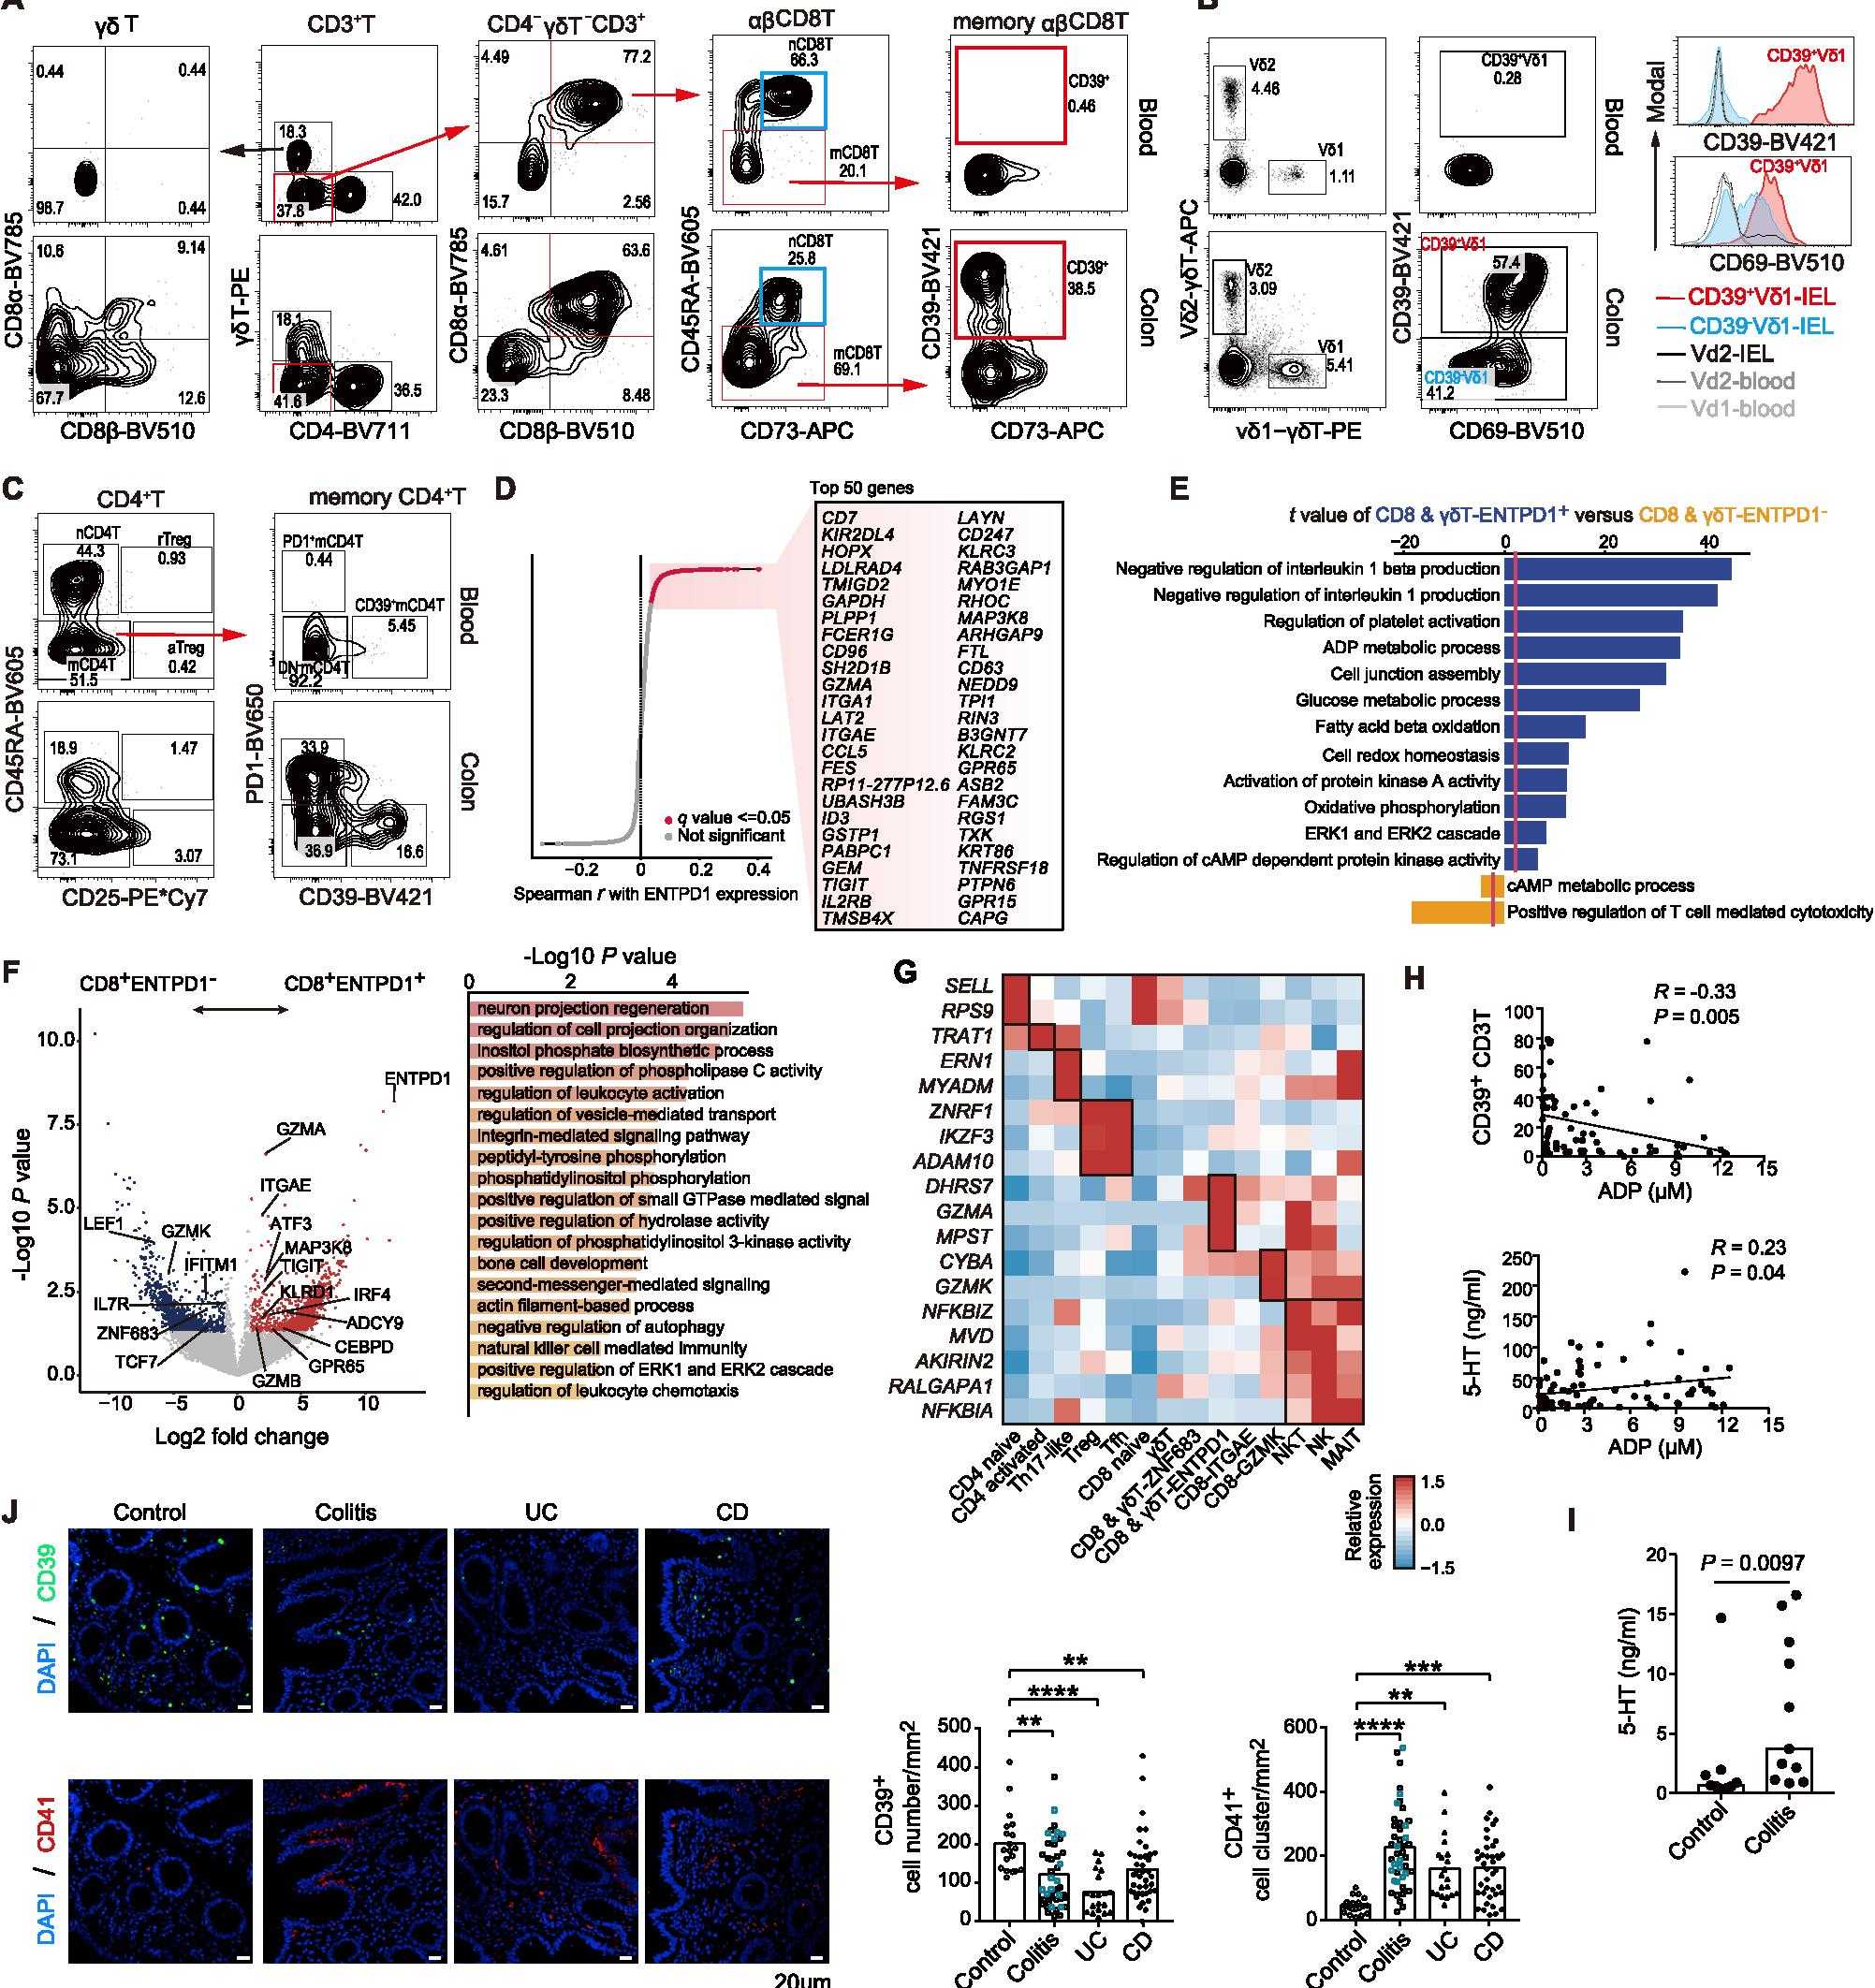 A
γδ T
CD3⁺T
CD4⁻γδT⁻CD3⁺
αβCD8T
memory αβCD8T
0.44
0.44
98.7
0.44
18.3
37.8
42.0
4.49
77.2
15.7
2.56
nCD8T
66.3
mCD8T
20.1
CD39⁺
0.46
Blood
10.6
9.14
67.7
12.6
18.1
41.6
36.5
4.61
63.6
23.3
8.48
nCD8T
25.8
mCD8T
69.1
CD39⁺
38.5
Colon
CD8α-BV785
CD8β-BV510
γδT-PE
CD4-BV711
CD8α-BV785
CD8β-BV510
CD45RA-BV605
CD73-APC
CD39-BV421
CD73-APC
B
Vδ2
4.46
Vδ1
1.11
CD39⁺Vδ1
0.28
Blood
Vδ2
3.09
Vδ1
5.41
CD39⁺Vδ1
57.4
CD39⁻Vδ1
41.2
Colon
Vδ2-γδT-APC
vδ1−γδT-PE
CD39-BV421
CD69-BV510
Modal
CD39⁺Vδ1
CD39-BV421
CD39⁺Vδ1
CD69-BV510
CD39⁺Vδ1-IEL
CD39⁻Vδ1-IEL
Vd2-IEL
Vd2-blood
Vd1-blood
C
CD4⁺T
memory CD4⁺T
nCD4T
44.3
rTreg
0.93
mCD4T
51.5
aTreg
0.42
PD1⁺mCD4T
0.44
CD39⁺mCD4T
5.45
DN mCD4T
92.2
Blood
18.9
1.47
73.1
3.07
33.9
36.9
16.6
Colon
CD45RA-BV605
CD25-PE*Cy7
PD1-BV650
CD39-BV421
D
Top 50 genes
CD7 LAYN
KIR2DL4 CD247
HOPX KLRC3
LDLRAD4 RAB3GAP1
TMIGD2 MYO1E
GAPDH RHOC
PLPP1 MAP3K8
FCER1G ARHGAP9
CD96 FTL
SH2D1B CD63
GZMA NEDD9
ITGA1 TPI1
LAT2 RIN3
ITGAE B3GNT7
CCL5 KLRC2
FES GPR65
RP11-277P12.6 ASB2
UBASH3B FAM3C
ID3 RGS1
GSTP1 TXK
PABPC1 KRT86
GEM TNFRSF18
TIGIT PTPN6
IL2RB GPR15
TMSB4X CAPG
q value <=0.05
Not significant
−0.2 0 0.2 0.4
Spearman r with ENTPD1 expression
E
t value of CD8 & γδT-ENTPD1⁺ versus CD8 & γδT-ENTPD1⁻
−20 0 20 40
Negative regulation of interleukin 1 beta production
Negative regulation of interleukin 1 production
Regulation of platelet activation
ADP metabolic process
Cell junction assembly
Glucose metabolic process
Fatty acid beta oxidation
Cell redox homeostasis
Activation of protein kinase A activity
Oxidative phosphorylation
ERK1 and ERK2 cascade
Regulation of cAMP dependent protein kinase activity
cAMP metabolic process
Positive regulation of T cell mediated cytotoxicity
F
CD8⁺ENTPD1⁻
CD8⁺ENTPD1⁺
10.0
7.5
5.0
2.5
0.0
-Log10 P value
ENTPD1
GZMA
ITGAE
ATF3
MAP3K8
TIGIT
KLRD1
IRF4
ADCY9
CEBPD
GPR65
GZMB
LEF1
GZMK
IFITM1
IL7R
ZNF683
TCF7
−10 −5 0 5 10
Log2 fold change
-Log10 P value
0 2 4
neuron projection regeneration
regulation of cell projection organization
inositol phosphate biosynthetic process
positive regulation of phospholipase C activity
regulation of leukocyte activation
regulation of vesicle-mediated transport
integrin-mediated signaling pathway
peptidyl-tyrosine phosphorylation
phosphatidylinositol phosphorylation
positive regulation of small GTPase mediated signal
positive regulation of hydrolase activity
regulation of phosphatidylinositol 3-kinase activity
bone cell development
second-messenger-mediated signaling
actin filament-based process
negative regulation of autophagy
natural killer cell mediated immunity
positive regulation of ERK1 and ERK2 cascade
regulation of leukocyte chemotaxis
G
SELL
RPS9
TRAT1
ERN1
MYADM
ZNRF1
IKZF3
ADAM10
DHRS7
GZMA
MPST
CYBA
GZMK
NFKBIZ
MVD
AKIRIN2
RALGAPA1
NFKBIA
CD4 naive
CD4 activated
Th17-like
Treg
Tfh
CD8 naive
γδT
CD8 & γδT-ZNF683
CD8 & γδT-ENTPD1
CD8-ITGAE
CD8-GZMK
NKT
NK
MAIT
Relative
expression
1.5
0.0
−1.5
H
R = -0.33
P = 0.005
CD39⁺ CD3T
100
80
60
40
20
0
0 3 6 9 12 15
ADP (μM)
R = 0.23
P = 0.04
5-HT (ng/ml)
250
200
150
100
50
0
0 3 6 9 12 15
ADP (μM)
I
P = 0.0097
5-HT (ng/ml)
20
15
10
5
0
Control
Colitis
J
Control
Colitis
UC
CD
DAPI / CD39
DAPI / CD41
20um
CD39⁺
cell number/mm²
500
400
300
200
100
0
**
****
**
Control
Colitis
UC
CD
CD41⁺
cell cluster/mm²
600
400
200
0
***
**
****
Control
Colitis
UC
CD